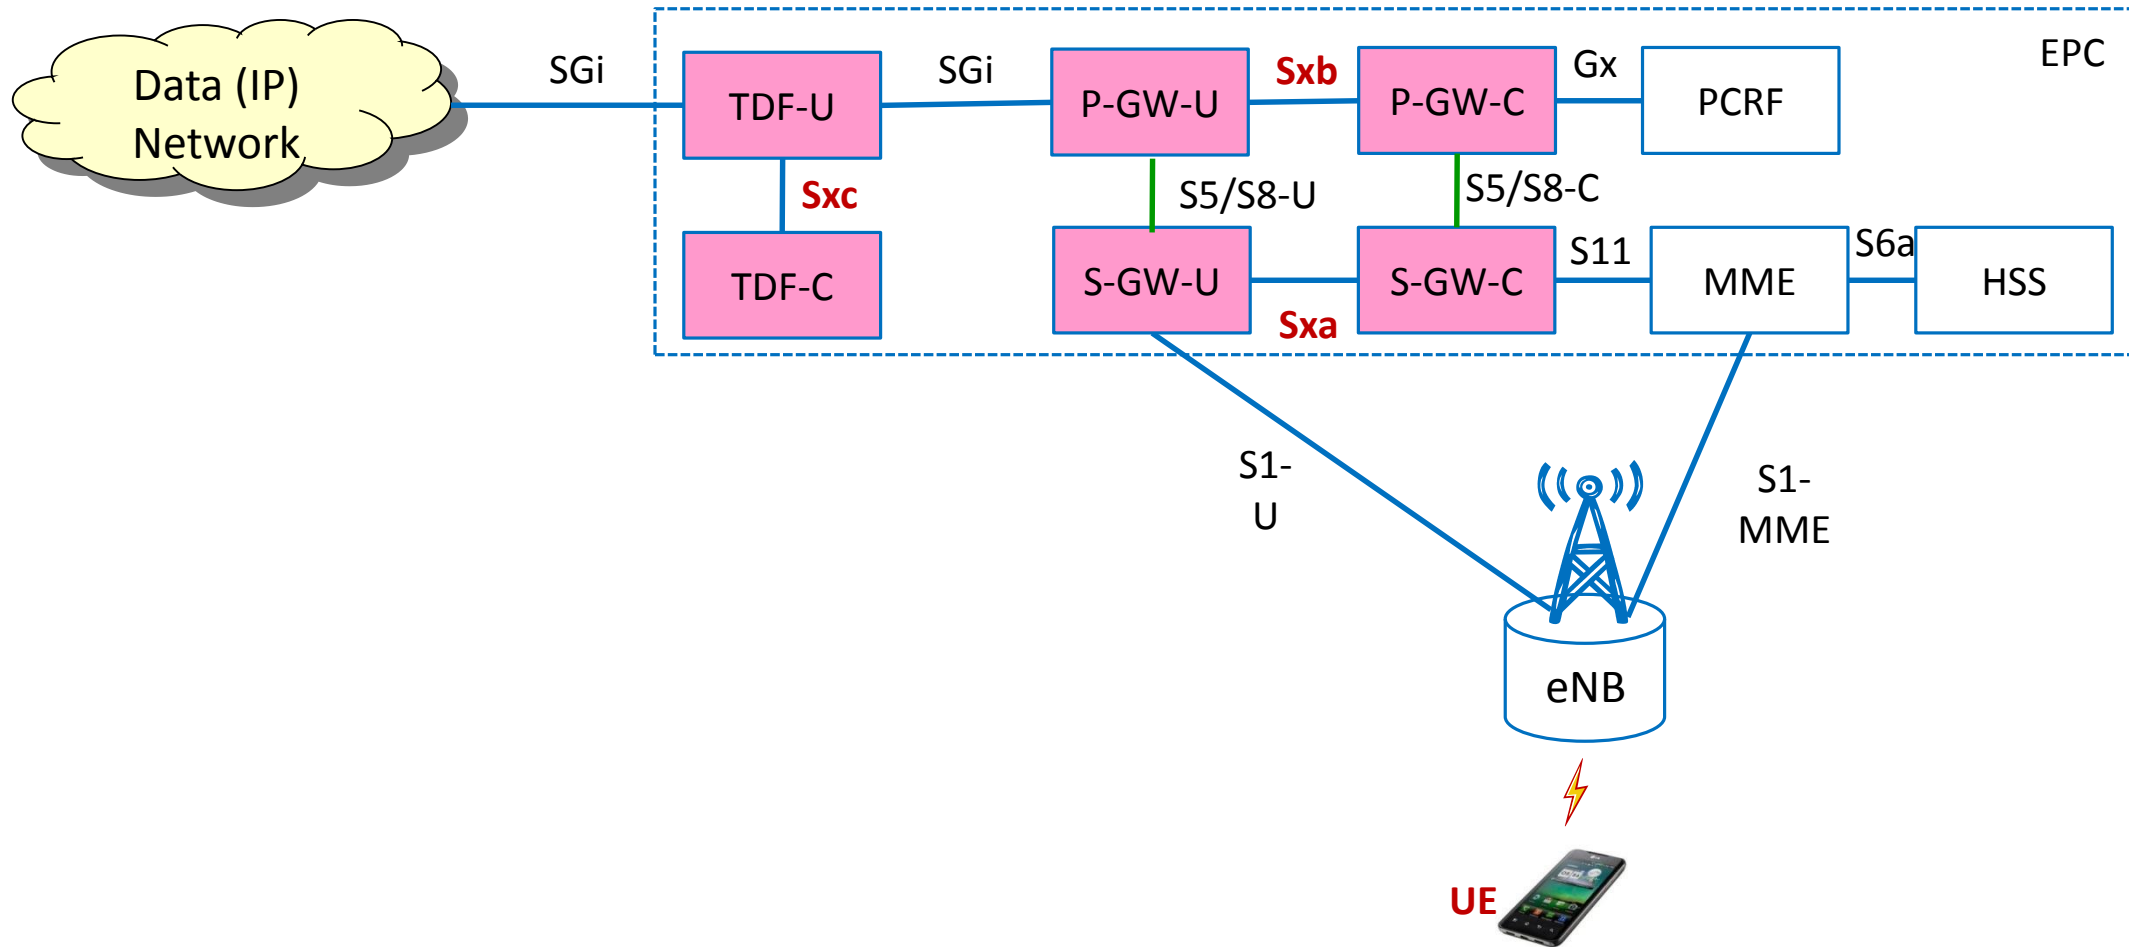 EPC
Data (IP)
Network
SGi
TDF-U
SGi
P-GW-U
Sxb
P-GW-C
Gx
PCRF
Sxc
S5/S8-U
S5/S8-C
TDF-C
S-GW-U
Sxa
S-GW-C
S11
MME
S6a
HSS
S1-
U
S1-
MME
eNB
UE